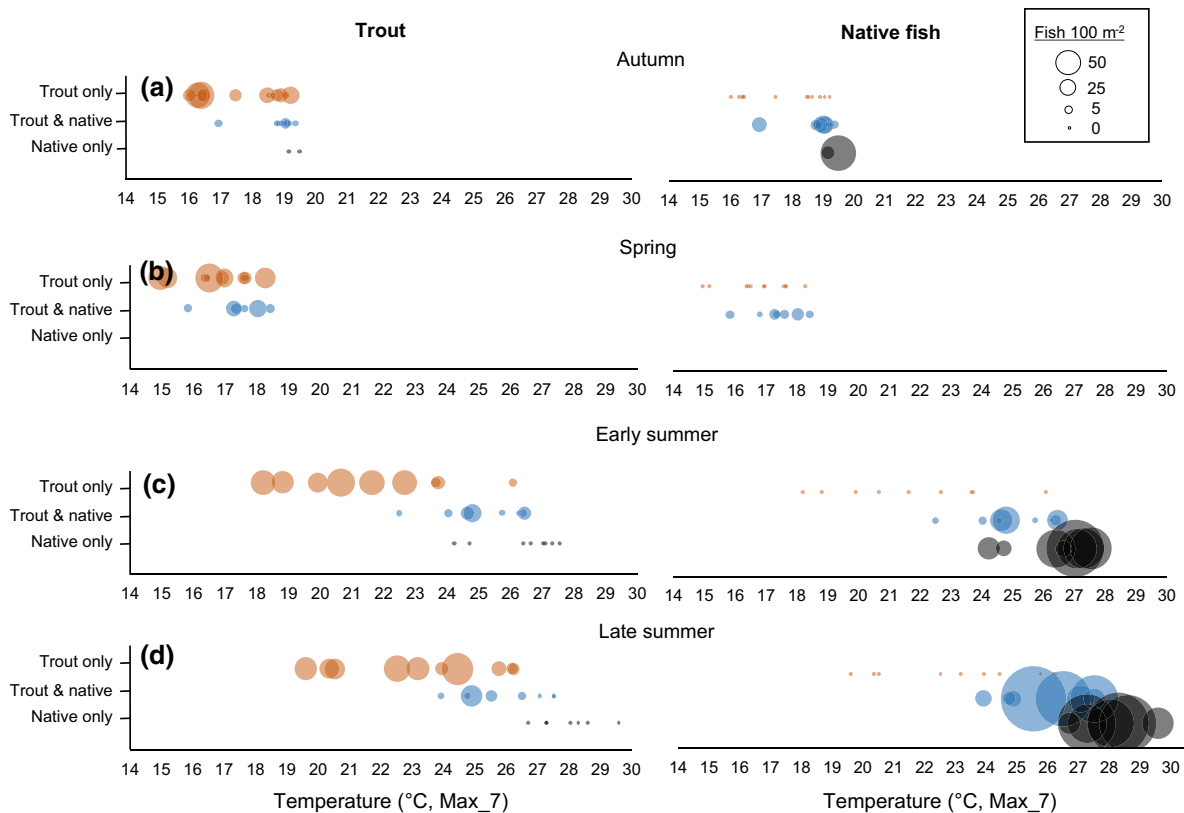 Trout
Native fish
Fish 100 m⁻²
50
25
5
0
Autumn
(a)
Trout only
Trout & native
Native only
14 15 16 17 18 19 20 21 22 23 24 25 26 27 28 29 30
14 15 16 17 18 19 20 21 22 23 24 25 26 27 28 29 30
Spring
(b)
Trout only
Trout & native
Native only
14 15 16 17 18 19 20 21 22 23 24 25 26 27 28 29 30
14 15 16 17 18 19 20 21 22 23 24 25 26 27 28 29 30
Early summer
(c)
Trout only
Trout & native
Native only
14 15 16 17 18 19 20 21 22 23 24 25 26 27 28 29 30
14 15 16 17 18 19 20 21 22 23 24 25 26 27 28 29 30
Late summer
(d)
Trout only
Trout & native
Native only
14 15 16 17 18 19 20 21 22 23 24 25 26 27 28 29 30
14 15 16 17 18 19 20 21 22 23 24 25 26 27 28 29 30
Temperature (°C, Max_7)
Temperature (°C, Max_7)